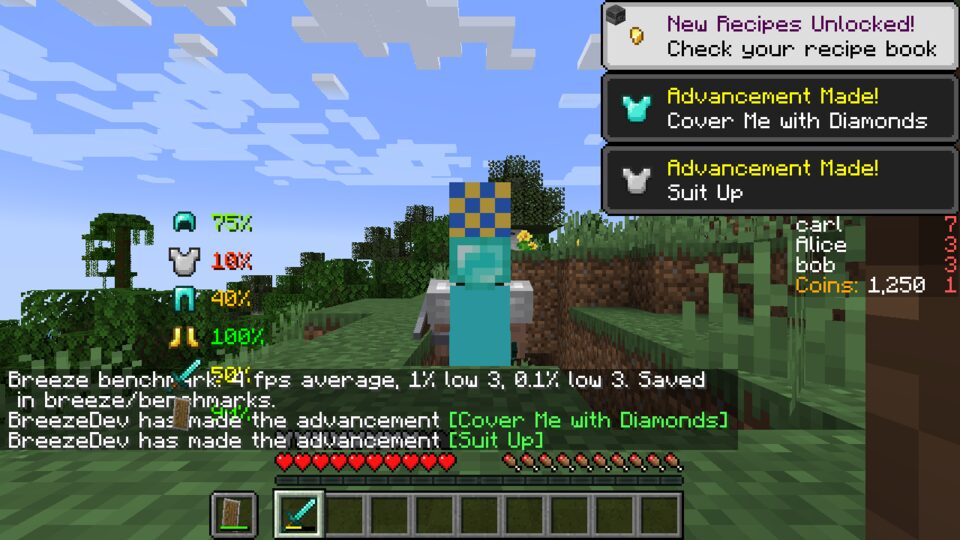 New Recipes Unlocked!
Check your recipe book
Advancement Made!
Cover Me with Diamonds
Advancement Made!
Suit Up
carl 7
Alice 3
bob 3
Coins: 1,250 1
75%
10%
40%
100%
50%
Breeze benchmark: 4 fps average, 1% low 3, 0.1% low 3. Saved
in breeze/benchmarks.
BreezeDev has made the advancement [Cover Me with Diamonds]
BreezeDev has made the advancement [Suit Up]